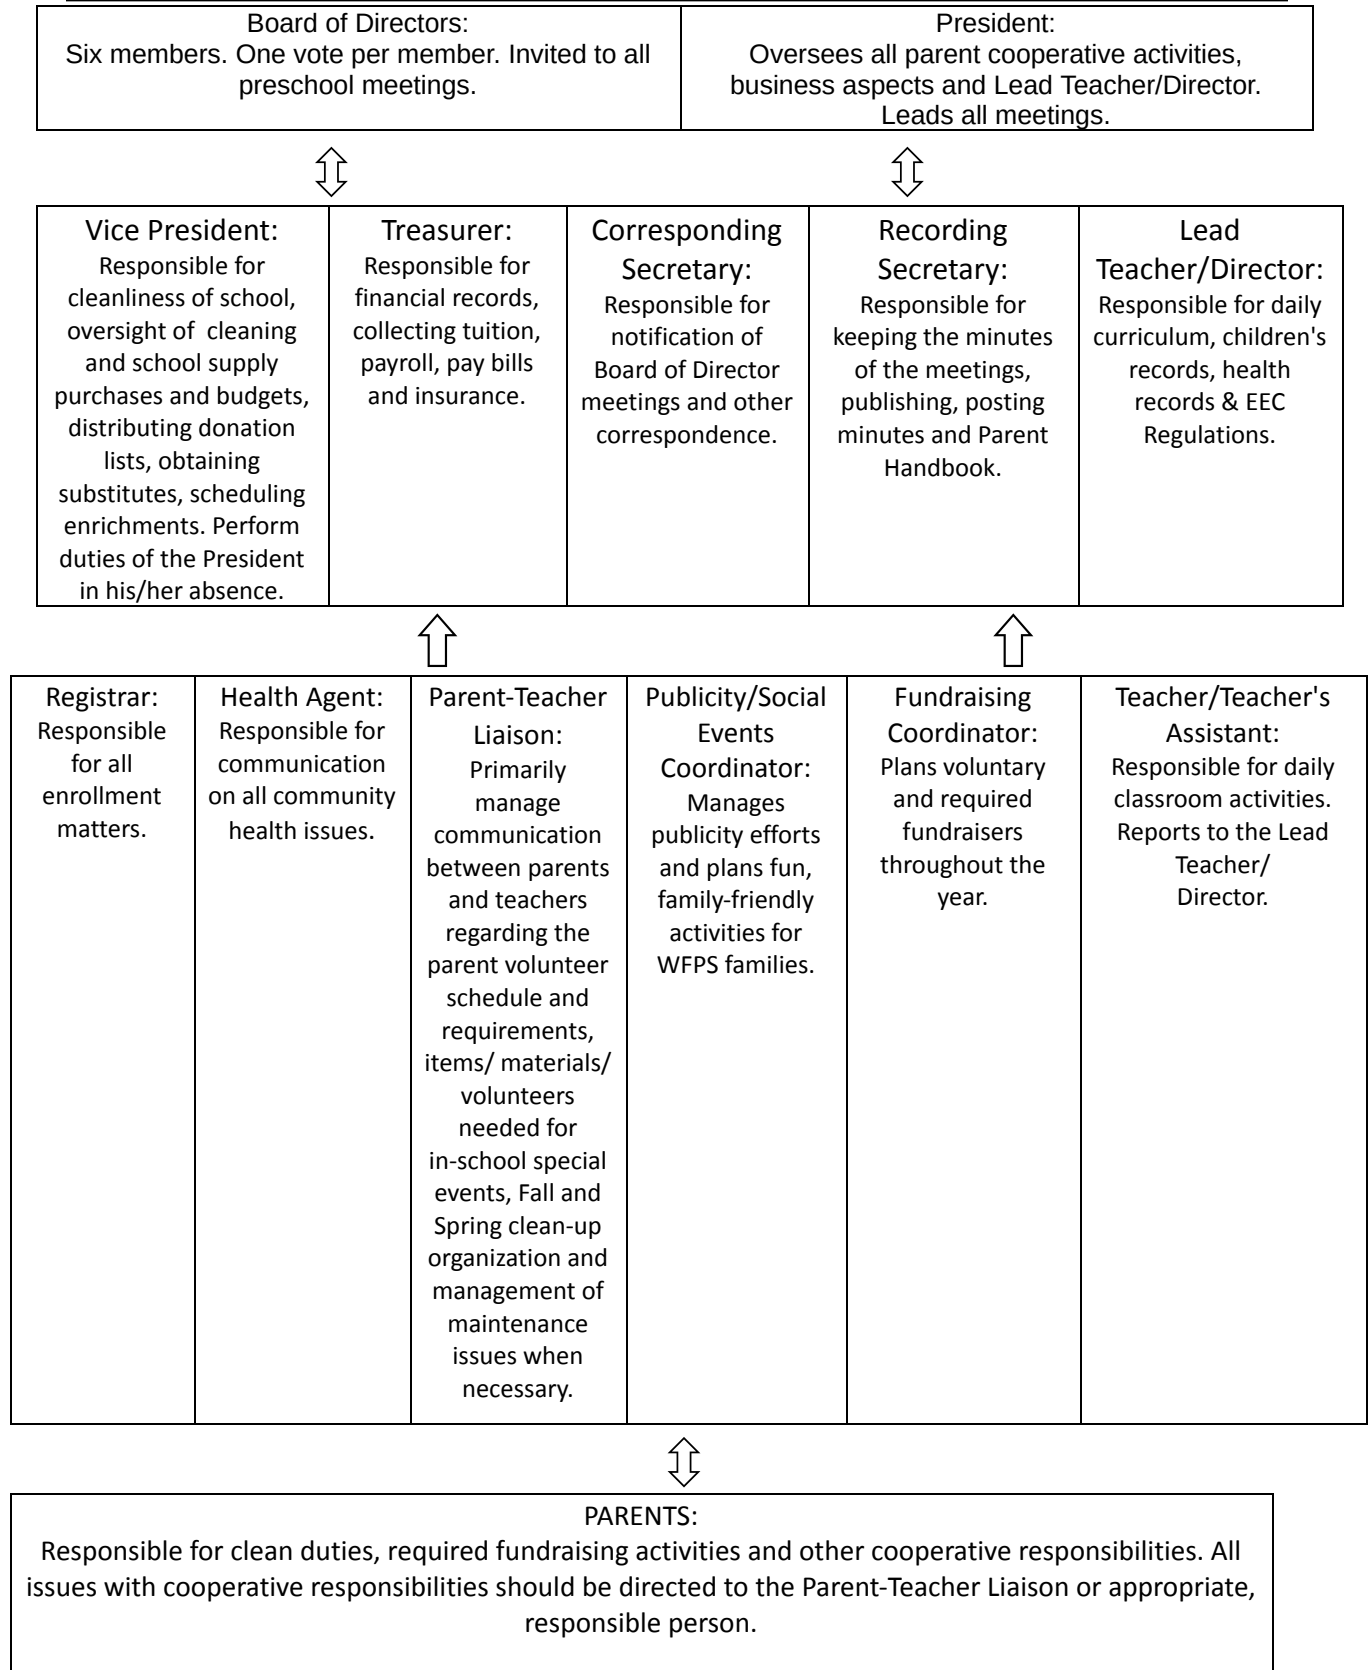 Board of Directors:
Six members. One vote per member. Invited to all
preschool meetings.
President:
Oversees all parent cooperative activities,
business aspects and Lead Teacher/Director.
Leads all meetings.
Vice President:
Responsible for
cleanliness of school,
oversight of  cleaning
and school supply
purchases and budgets,
distributing donation
lists, obtaining
substitutes, scheduling
enrichments. Perform
duties of the President
in his/her absence.
Treasurer:
Responsible for
financial records,
collecting tuition,
payroll, pay bills
and insurance.
Corresponding
Secretary:
Responsible for
notification of
Board of Director
meetings and other
correspondence.
Recording
Secretary:
Responsible for
keeping the minutes
of the meetings,
publishing, posting
minutes and Parent
Handbook.
Lead
Teacher/Director:
Responsible for daily
curriculum, children's
records, health
records & EEC
Regulations.
Registrar:
Responsible
for all
enrollment
matters.
Health Agent:
Responsible for
communication
on all community
health issues.
Parent-Teacher
Liaison:
Primarily
manage
communication
between parents
and teachers
regarding the
parent volunteer
schedule and
requirements,
items/ materials/
volunteers
needed for
in-school special
events, Fall and
Spring clean-up
organization and
management of
maintenance
issues when
necessary.
Publicity/Social
Events
Coordinator:
Manages
publicity efforts
and plans fun,
family-friendly
activities for
WFPS families.
Fundraising
Coordinator:
Plans voluntary
and required
fundraisers
throughout the
year.
Teacher/Teacher's
Assistant:
Responsible for daily
classroom activities.
Reports to the Lead
Teacher/
Director.
PARENTS:
Responsible for clean duties, required fundraising activities and other cooperative responsibilities. All
issues with cooperative responsibilities should be directed to the Parent-Teacher Liaison or appropriate,
responsible person.